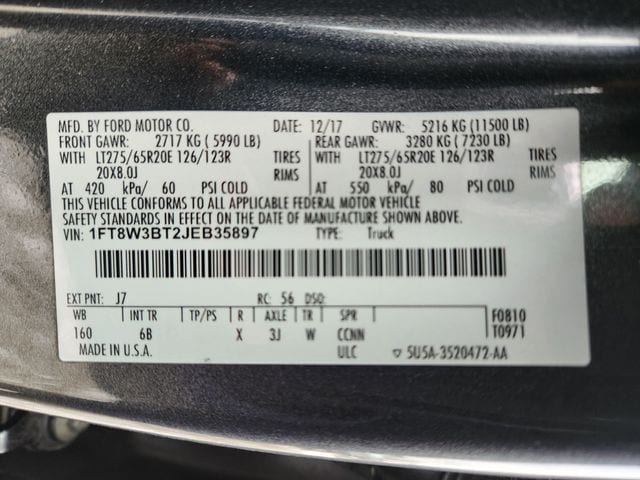 MFD. BY FORD MOTOR CO. DATE: 12/17 GVWR: 5216 KG (11500 LB)
FRONT GAWR: 2717 KG (5990 LB) REAR GAWR: 3280 KG (7230 LB)
WITH LT275/65R20E 126/123R TIRES WITH LT275/65R20E 126/123R TIRES
20X8.0J RIMS 20X8.0J RIMS
AT 420 kPa/ 60 PSI COLD AT 550 kPa/ 80 PSI COLD
THIS VEHICLE CONFORMS TO ALL APPLICABLE FEDERAL MOTOR VEHICLE
SAFETY STANDARDS IN EFFECT ON THE DATE OF MANUFACTURE SHOWN ABOVE.
VIN: 1FT8W3BT2JEB35897 TYPE: Truck
EXT PNT: J7 RC: 56 DSO:
WB INT TR TP/PS R AXLE TR SPR F0810
160 6B X 3J W CCNN T0971
MADE IN U.S.A. ULC ▽ 5U5A-3520472-AA